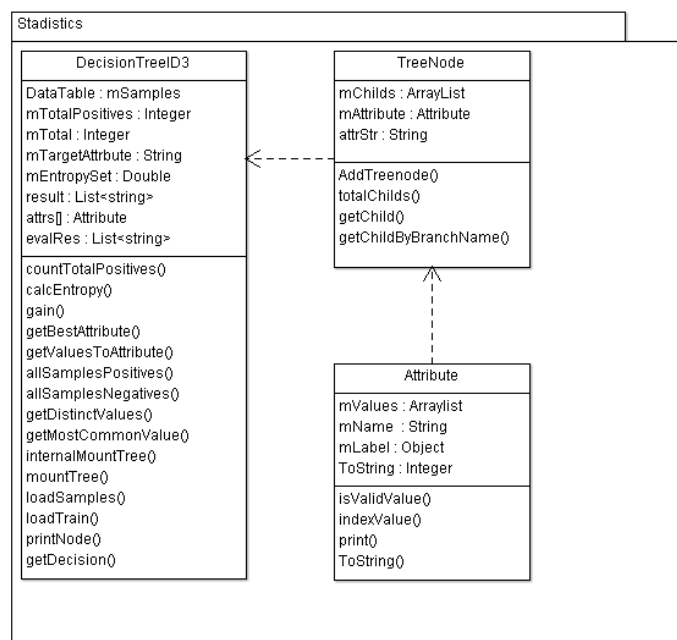 Stadistics
DecisionTreeID3
DataTable : mSamples
mTotalPositives : Integer
mTotal : Integer
mTargetAttrbute : String
mEntropySet : Double
result : List<string>
attrs[] : Attribute
evalRes : List<string>
countTotalPositives()
calcEntropy()
gain()
getBestAttribute()
getValuesToAttribute()
allSamplesPositives()
allSamplesNegatives()
getDistinctValues()
getMostCommonValue()
internalMountTree()
mountTree()
loadSamples()
loadTrain()
printNode()
getDecision()
TreeNode
mChilds : ArrayList
mAttribute : Attribute
attrStr : String
AddTreenode()
totalChilds()
getChild()
getChildByBranchName()
Attribute
mValues : Arraylist
mName : String
mLabel : Object
ToString : Integer
isValidValue()
indexValue()
print()
ToString()